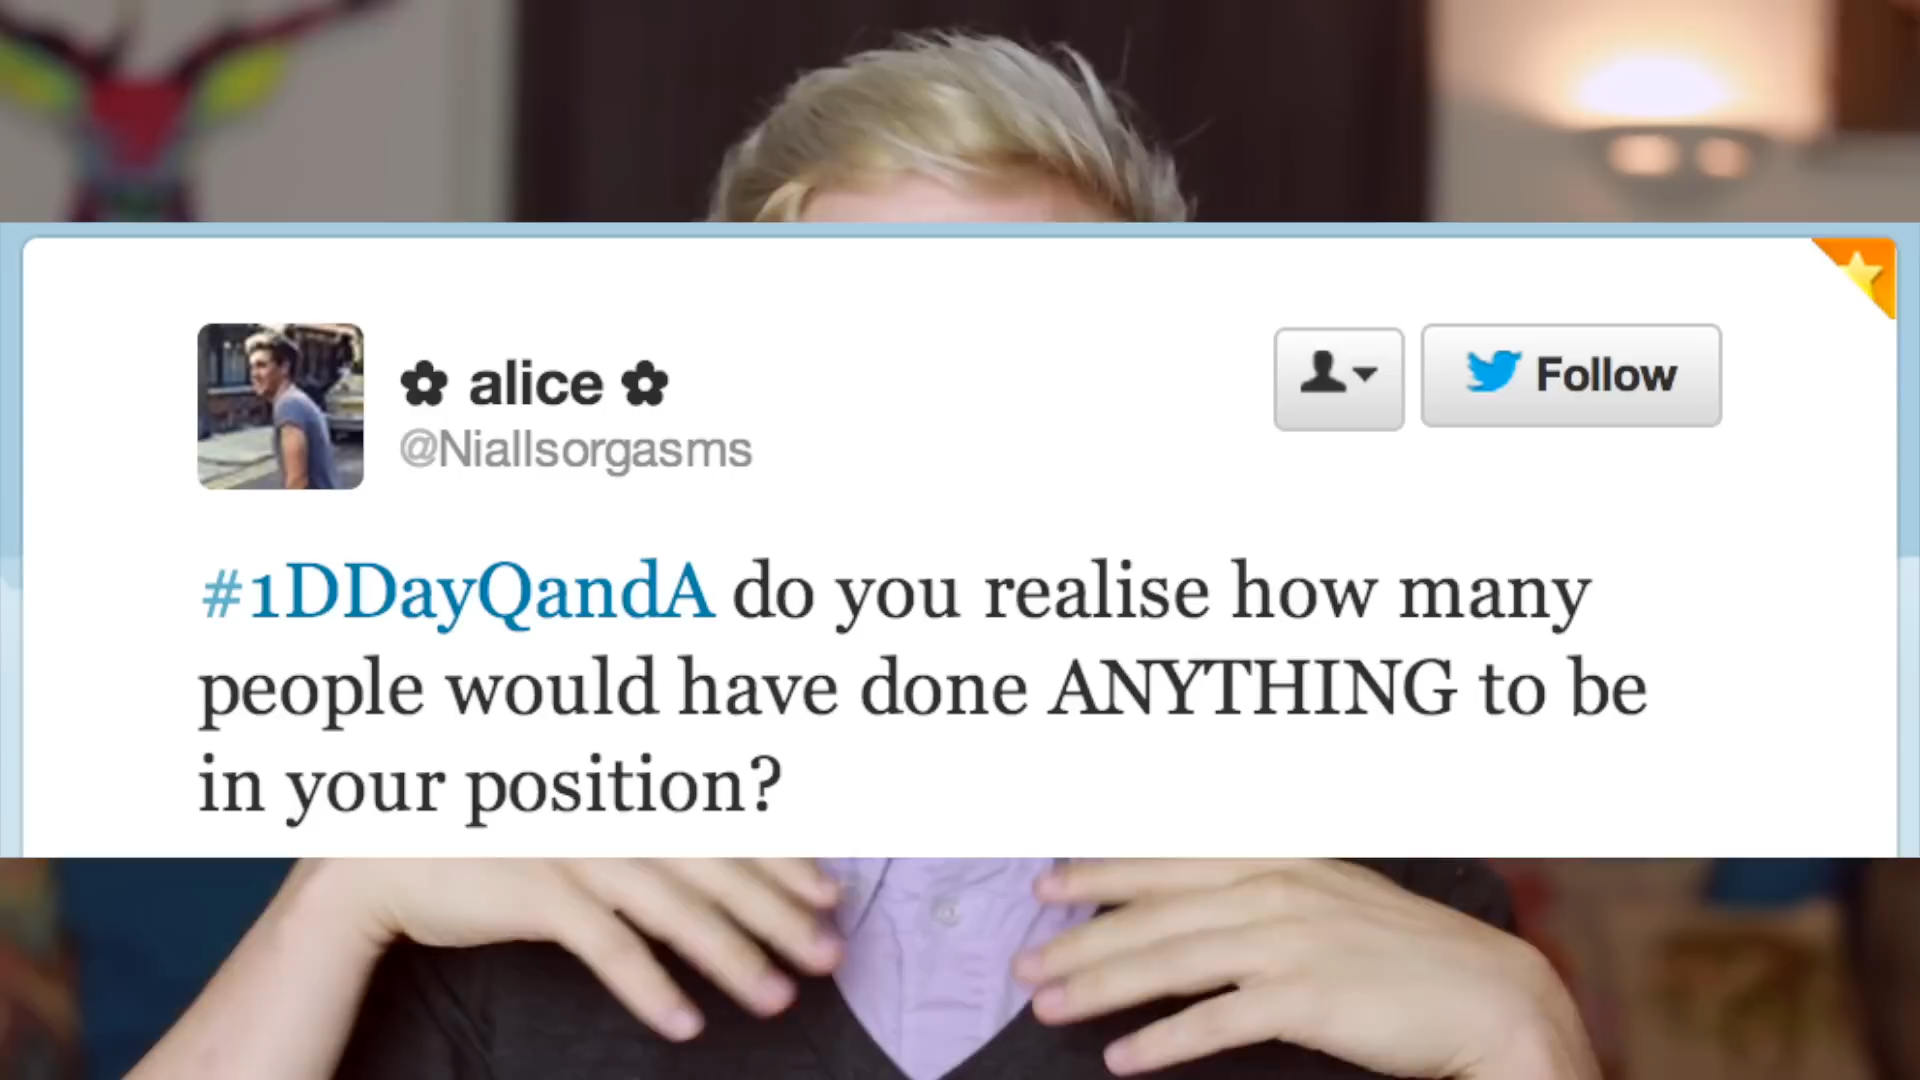 ✿ alice ✿
@Niallsorgasms
Follow
#1DDayQandA do you realise how many
people would have done ANYTHING to be
in your position?